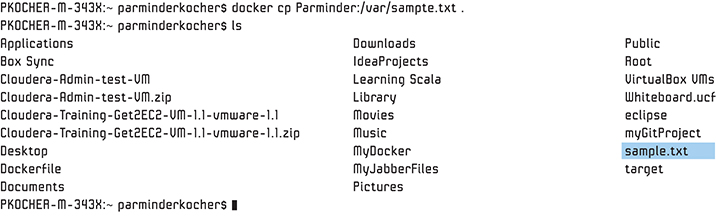 PKOCHER-M-343X:~ parminderkocher$ docker cp Parminder:/var/sampte.txt .
PKOCHER-M-343X:~ parminderkocher$ ls
Applications Downloads Public
Box Sync IdeaProjects Root
Cloudera-Admin-test-VM Learning Scala VirtualBox VMs
Cloudera-Admin-test-VM.zip Library Whiteboard.ucf
Cloudera-Training-Get2EC2-VM-1.1-vmware-1.1 Movies eclipse
Cloudera-Training-Get2EC2-VM-1.1-vmware-1.1.zip Music myGitProject
Desktop MyDocker sample.txt
Dockerfile MyJabberFiles target
Documents Pictures
PKOCHER-M-343X:~ parminderkocher$